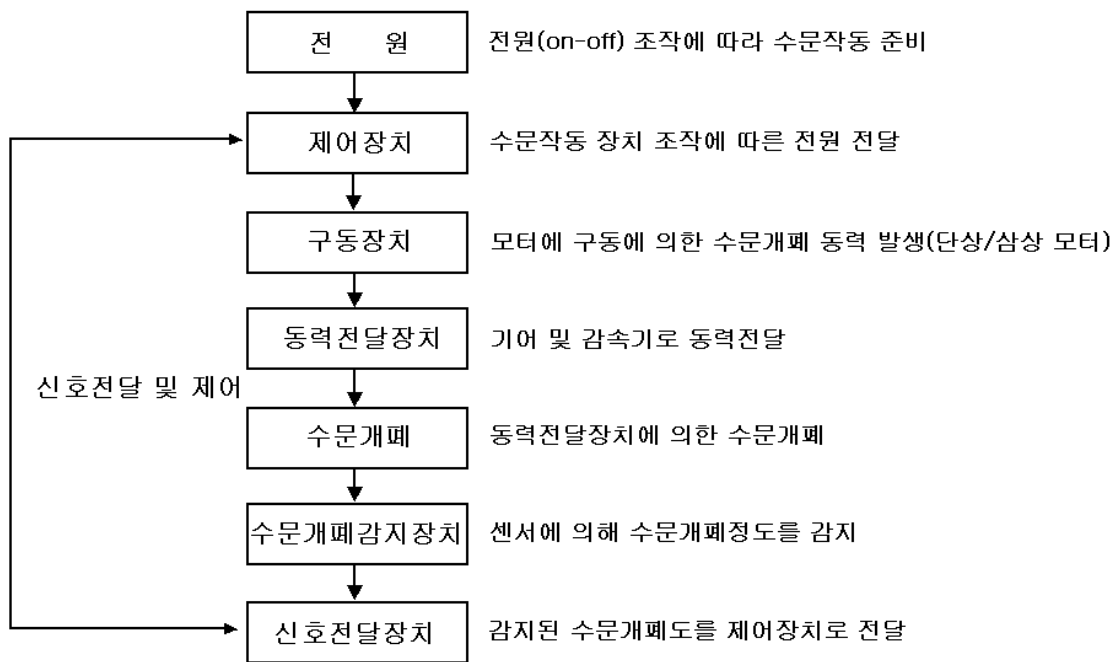 전 원 전원(on-off) 조작에 따라 수문작동 준비
제어장치 수문작동 장치 조작에 따른 전원 전달
구동장치 모터에 구동에 의한 수문개폐 동력 발생(단상/삼상 모터)
동력전달장치 기어 및 감속기로 동력전달
신호전달 및 제어
수문개폐 동력전달장치에 의한 수문개폐
수문개폐감지장치 센서에 의해 수문개폐정도를 감지
신호전달장치 감지된 수문개폐도를 제어장치로 전달